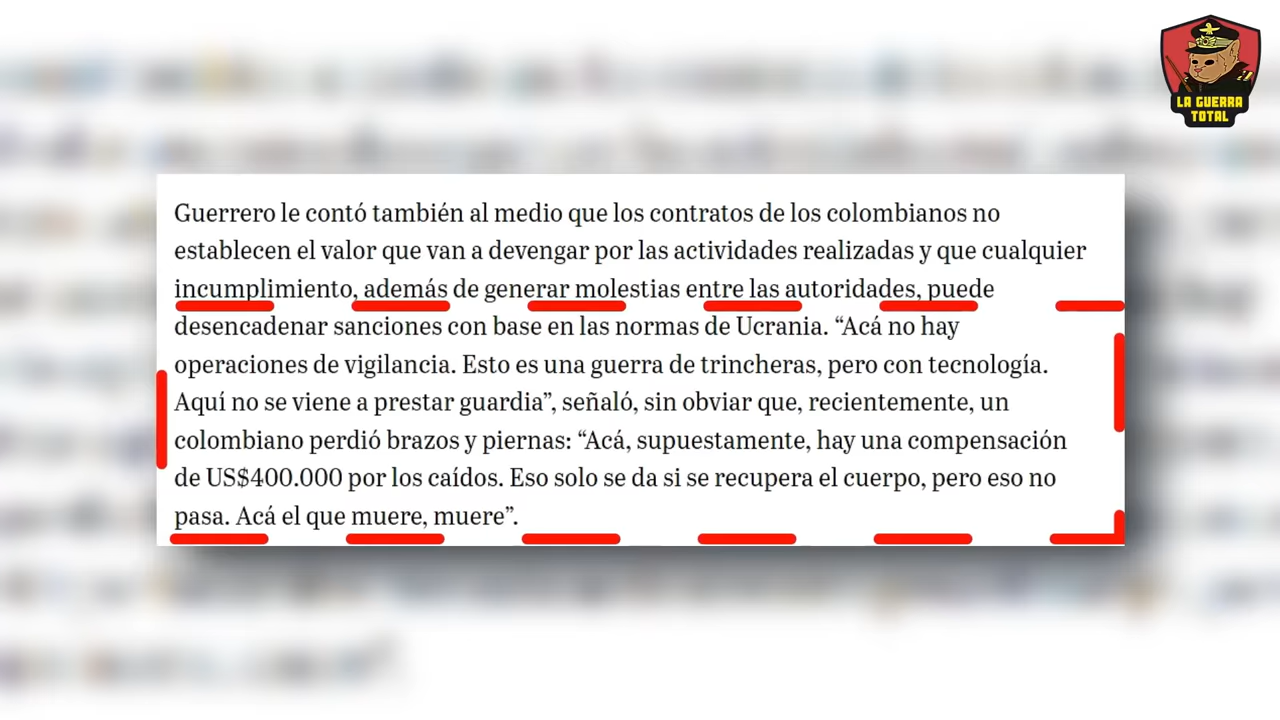 LA GUERRA
TOTAL
Guerrero le contó también al medio que los contratos de los colombianos no
establecen el valor que van a devengar por las actividades realizadas y que cualquier
incumplimiento, además de generar molestias entre las autoridades, puede
desencadenar sanciones con base en las normas de Ucrania. “Acá no hay
operaciones de vigilancia. Esto es una guerra de trincheras, pero con tecnología.
Aquí no se viene a prestar guardia”, señaló, sin obviar que, recientemente, un
colombiano perdió brazos y piernas: “Acá, supuestamente, hay una compensación
de US$400.000 por los caídos. Eso solo se da si se recupera el cuerpo, pero eso no
pasa. Acá el que muere, muere”.